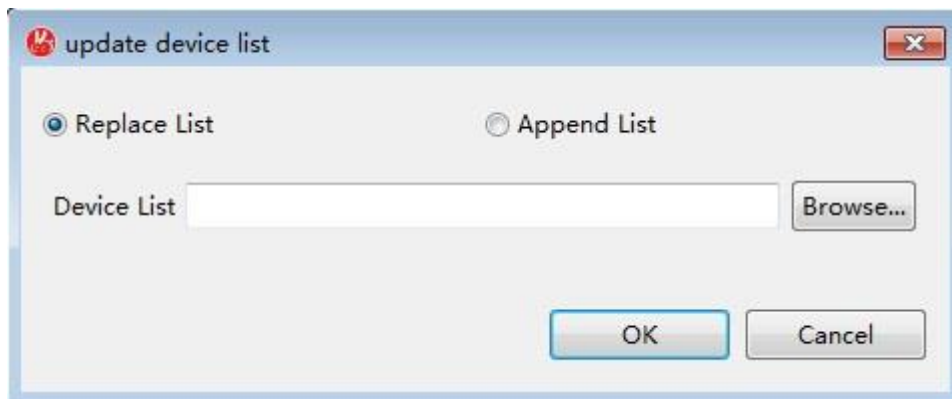 update device list
Replace List Append List
Device List Browse...
OK Cancel